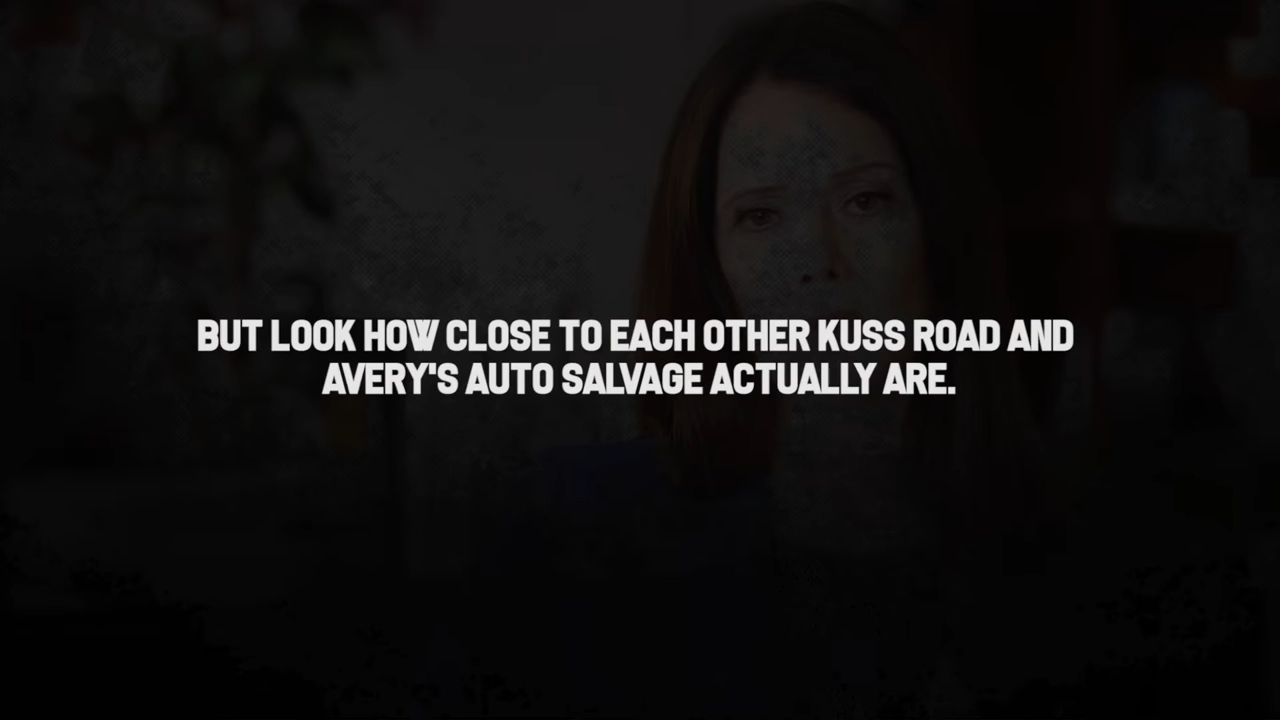 BUT LOOK HOW CLOSE TO EACH OTHER KUSS ROAD AND
AVERY'S AUTO SALVAGE ACTUALLY ARE.